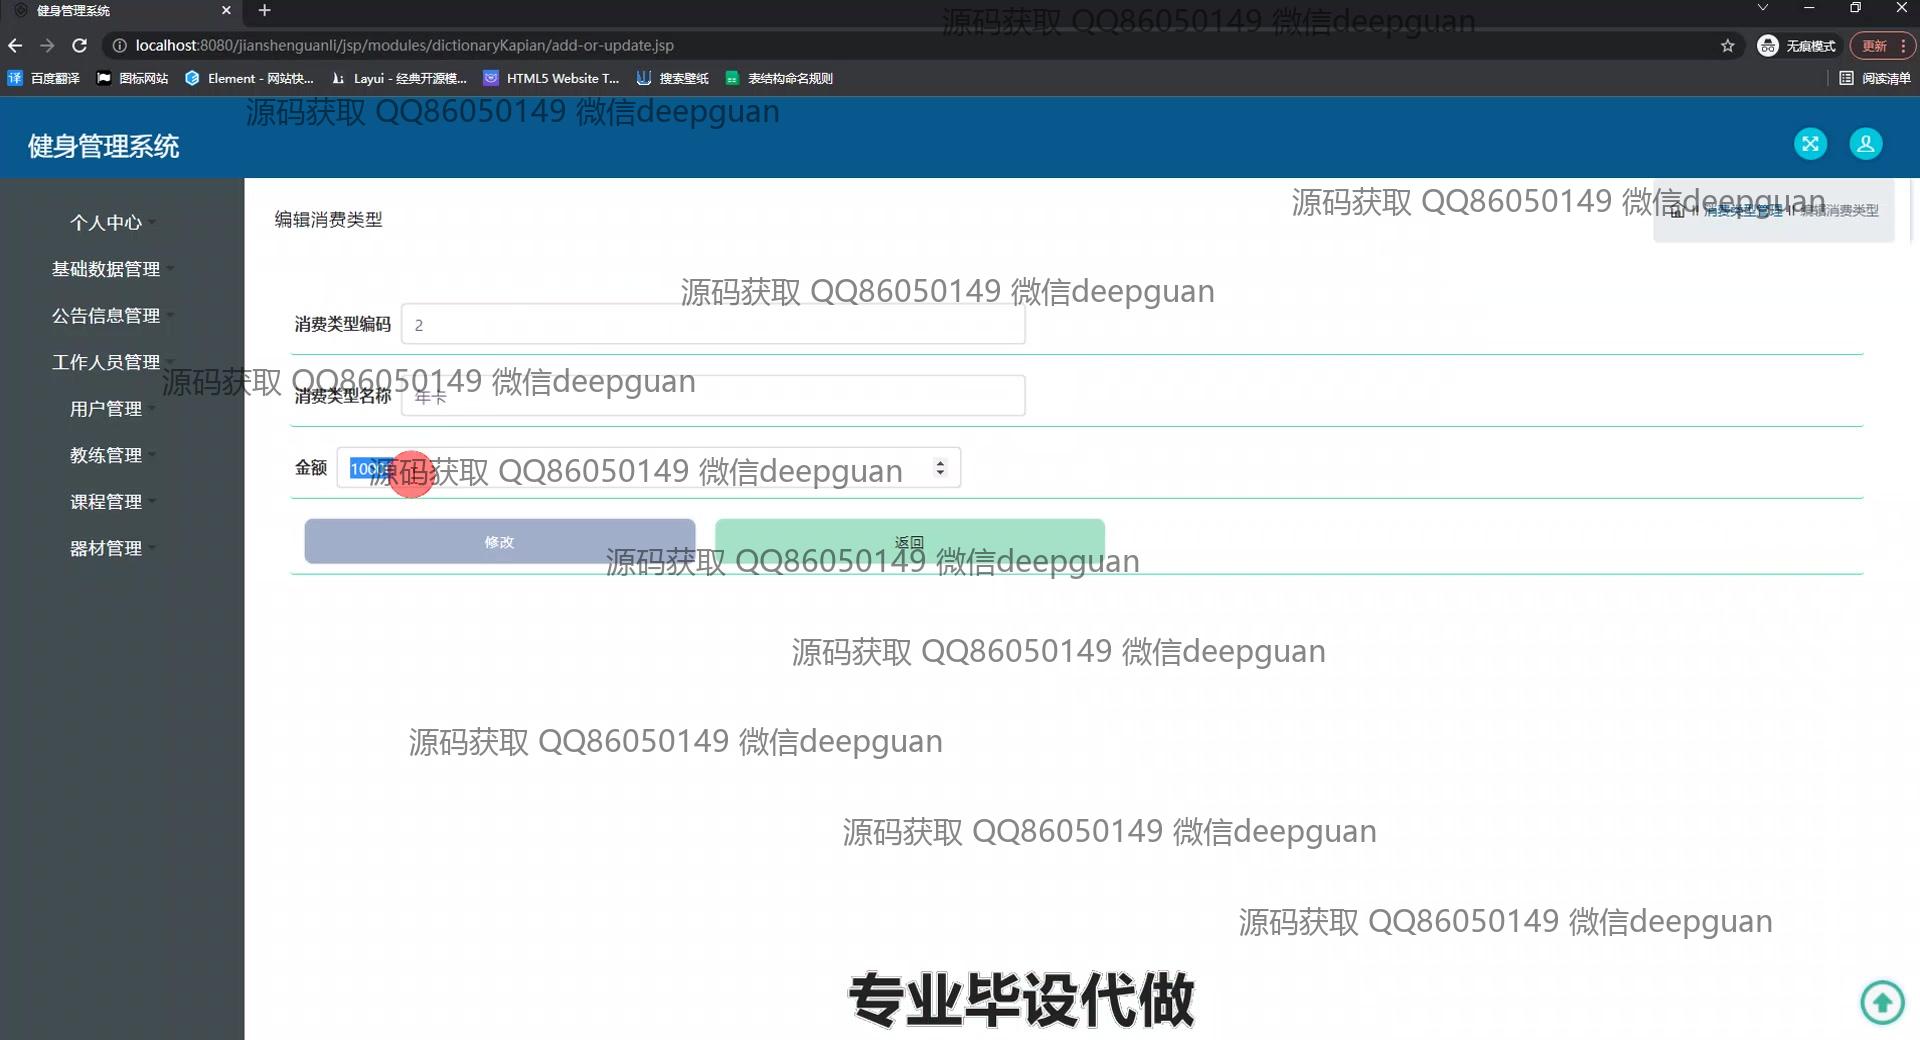 健身管理系统
源码获取 QQ86050149 微信deepguan
localhost:8080/jianshenguanli/jsp/modules/dictionaryKapian/add-or-update.jsp
无痕模式
更新
百度翻译
图标网站
Element - 网站快...
Layui - 经典开源模...
HTML5 Website T...
搜索壁纸
表结构命名规则
阅读清单
源码获取 QQ86050149 微信deepguan
健身管理系统
个人中心
基础数据管理
公告信息管理
工作人员管理
用户管理
教练管理
课程管理
器材管理
编辑消费类型
源码获取 QQ86050149 微信deepguan
消费类型管理 // 编辑消费类型
源码获取 QQ86050149 微信deepguan
消费类型编码 2
源码获取 QQ86050149 微信deepguan
消费类型名称 年卡
金额
源码获取 QQ86050149 微信deepguan
修改
返回
源码获取 QQ86050149 微信deepguan
源码获取 QQ86050149 微信deepguan
源码获取 QQ86050149 微信deepguan
源码获取 QQ86050149 微信deepguan
源码获取 QQ86050149 微信deepguan
专业毕设代做